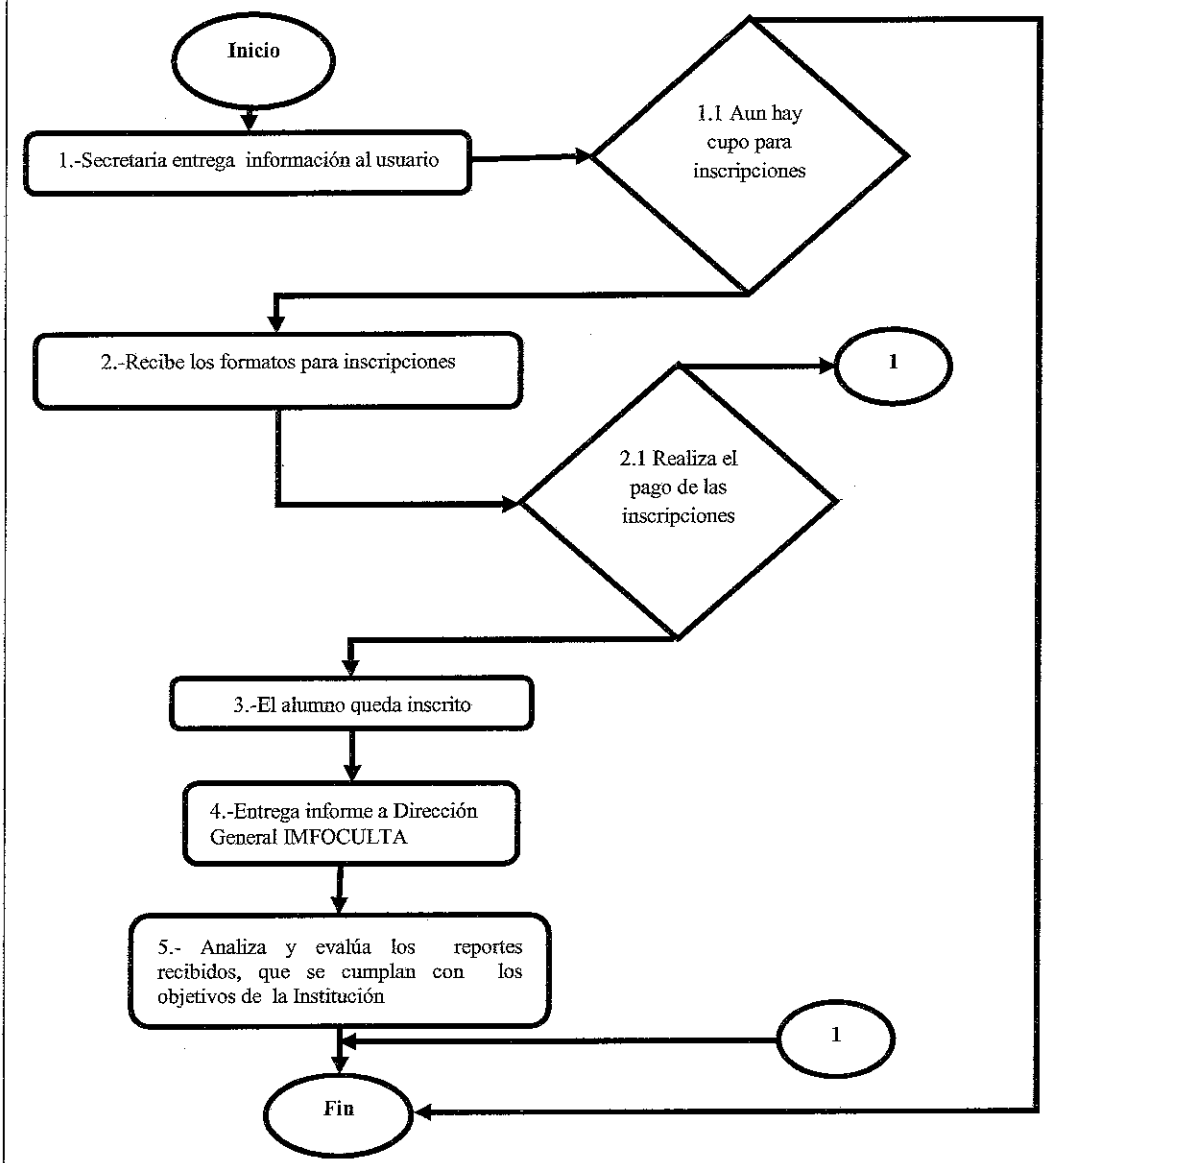 Inicio
1.-Secretaria entrega información al usuario
1.1 Aun hay
cupo para
inscripciones
2.-Recibe los formatos para inscripciones
1
2.1 Realiza el
pago de las
inscripciones
3.-El alumno queda inscrito
4.-Entrega informe a Dirección
General IMFOCULTA
5.- Analiza y evalúa los reportes
recibidos, que se cumplan con los
objetivos de la Institución
1
Fin